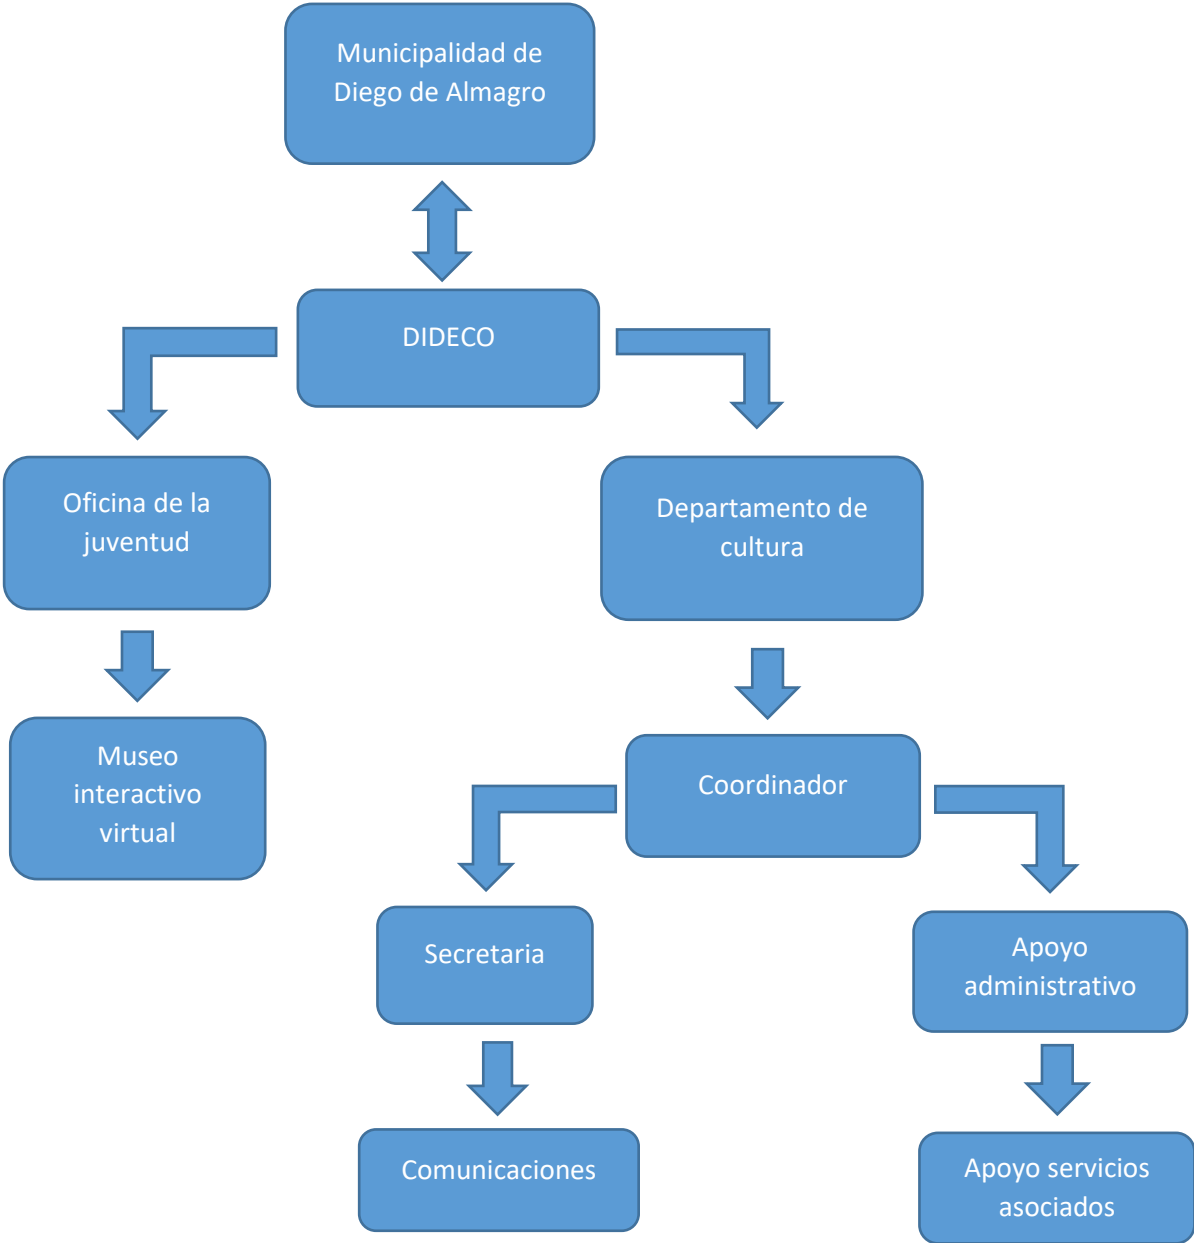 Municipalidad de
Diego de Almagro
DIDECO
Oficina de la
juventud
Departamento de
cultura
Museo
interactivo
virtual
Coordinador
Secretaria
Apoyo
administrativo
Comunicaciones
Apoyo servicios
asociados